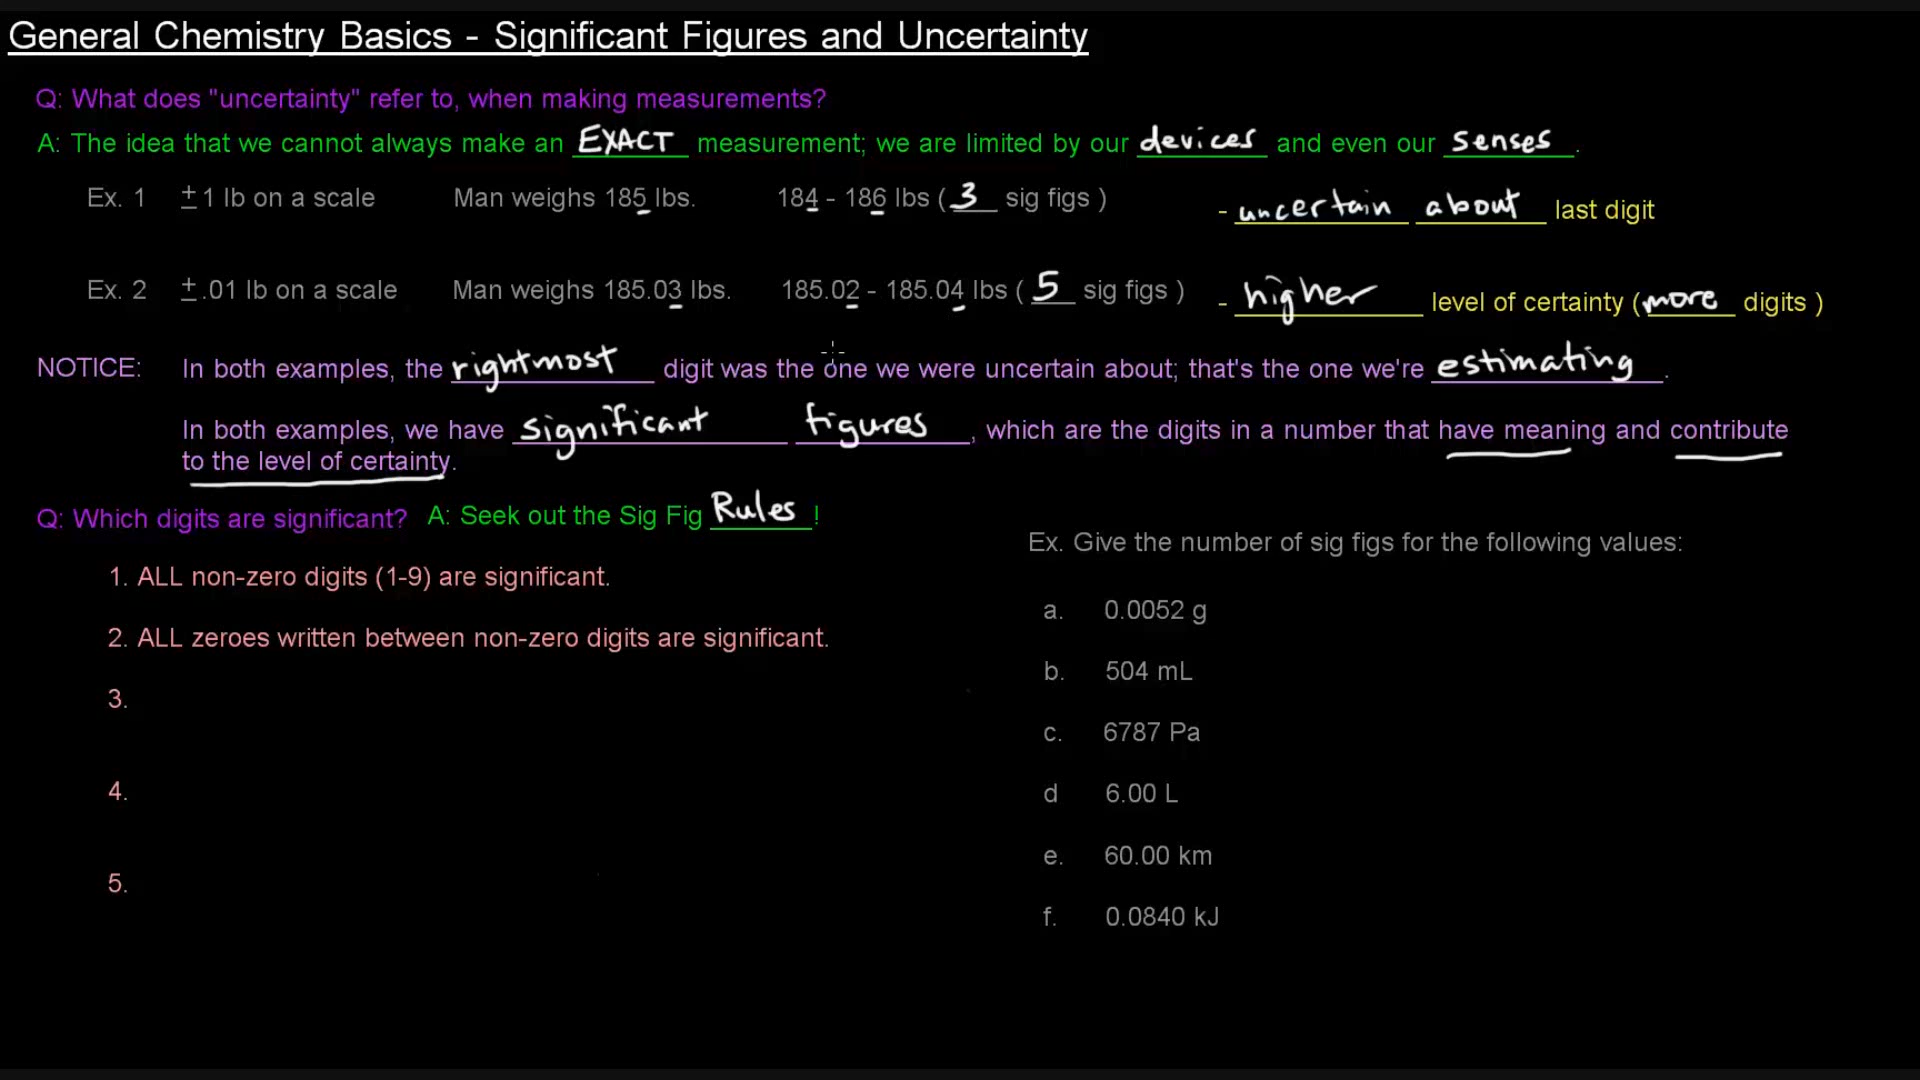 General Chemistry Basics - Significant Figures and Uncertainty
Q: What does "uncertainty" refer to, when making measurements?
A: The idea that we cannot always make an EXACT measurement; we are limited by our devices and even our senses.
Ex. 1 ±1 lb on a scale Man weighs 185 lbs. 184 - 186 lbs ( 3 sig figs ) - uncertain about last digit
Ex. 2 ±.01 lb on a scale Man weighs 185.03 lbs. 185.02 - 185.04 lbs ( 5 sig figs ) - higher level of certainty (more digits )
NOTICE: In both examples, the rightmost digit was the one we were uncertain about; that's the one we're estimating.
In both examples, we have significant figures, which are the digits in a number that have meaning and contribute
to the level of certainty.
Q: Which digits are significant? A: Seek out the Sig Fig Rules!
1. ALL non-zero digits (1-9) are significant.
2. ALL zeroes written between non-zero digits are significant.
3.
4.
5.
Ex. Give the number of sig figs for the following values:
a. 0.0052 g
b. 504 mL
c. 6787 Pa
d 6.00 L
e. 60.00 km
f. 0.0840 kJ